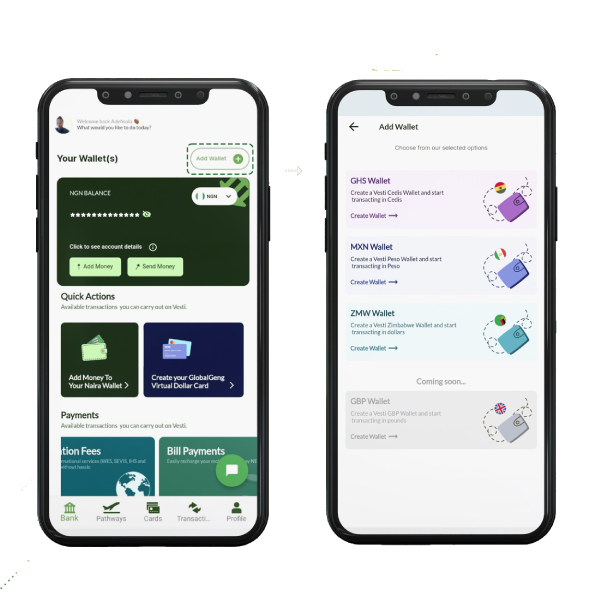 Welcome back Adefeola
What would you like to do today?
Your Wallet(s)
Add Wallet
NGN BALANCE
NGN
**************
Click to see account details
Add Money
Send Money
Quick Actions
Available transactions you can carry out on Vesti.
Add Money To
Your Naira Wallet
Create your GlobalGeng
Virtual Dollar Card
Payments
Available transactions you can carry out on Vesti.
tion Fees
Bill Payments
Bank
Pathways
Cards
Transacti...
Profile
Add Wallet
Choose from our selected options
GHS Wallet
Create a Vesti Cedis Wallet and start
transacting in Cedis
Create Wallet
MXN Wallet
Create a Vesti Peso Wallet and start
transacting in Peso
Create Wallet
ZMW Wallet
Create a Vesti Zimbabwe Wallet and start
transacting in dollars
Create Wallet
Coming soon...
GBP Wallet
Create a Vesti GBP Wallet and start
transacting in pounds
Create Wallet